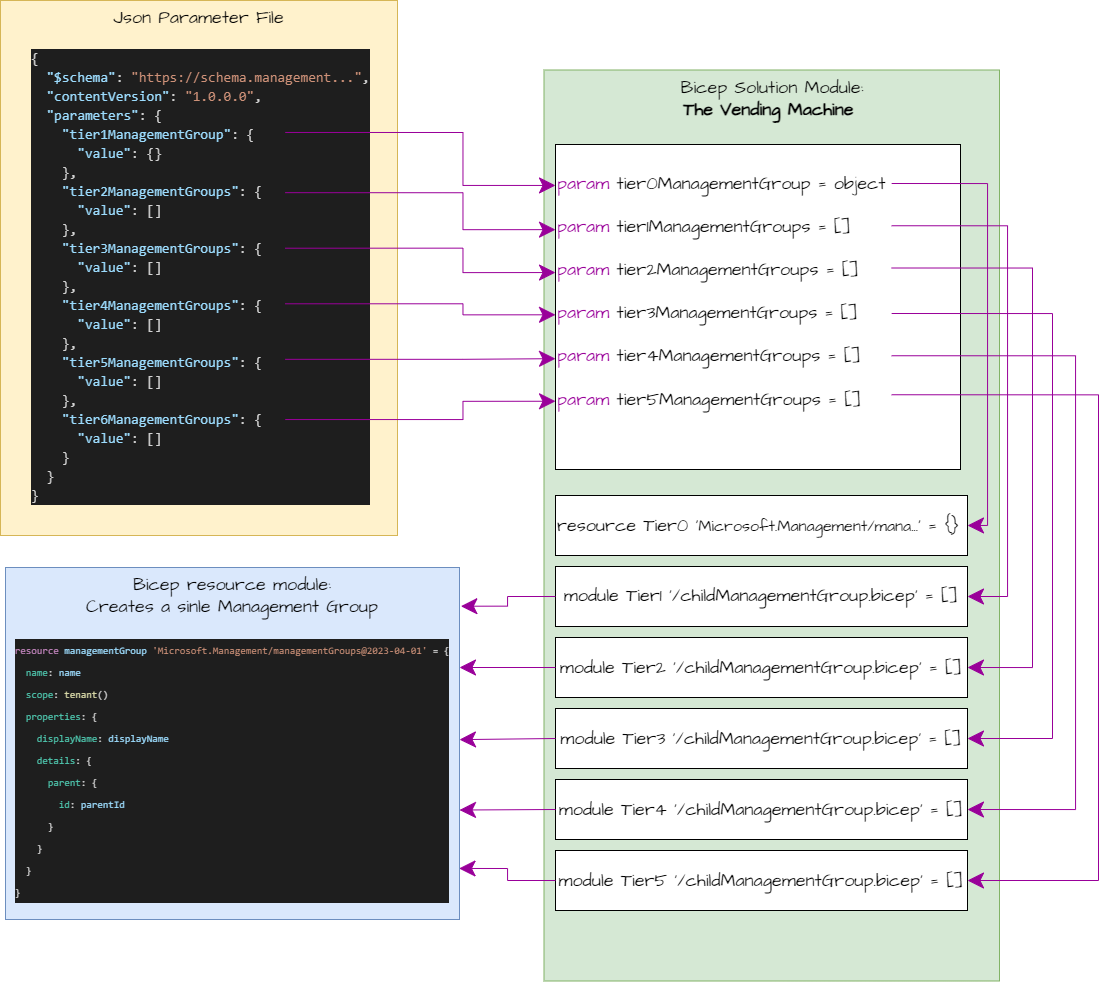 Json Parameter File
{
  "$schema": "https://schema.management...",
  "contentVersion": "1.0.0.0",
  "parameters": {
    "tier1ManagementGroup": {
      "value": {}
    },
    "tier2ManagementGroups": {
      "value": []
    },
    "tier3ManagementGroups": {
      "value": []
    },
    "tier4ManagementGroups": {
      "value": []
    },
    "tier5ManagementGroups": {
      "value": []
    },
    "tier6ManagementGroups": {
      "value": []
    }
  }
}
Bicep Solution Module:
The Vending Machine
param tier0ManagementGroup = object
param tier1ManagementGroups = []
param tier2ManagementGroups = []
param tier3ManagementGroups = []
param tier4ManagementGroups = []
param tier5ManagementGroups = []
resource Tier0 'Microsoft.Management/mana...' = {}
module Tier1 '/childManagementGroup.bicep' = []
module Tier2 '/childManagementGroup.bicep' = []
module Tier3 '/childManagementGroup.bicep' = []
module Tier4 '/childManagementGroup.bicep' = []
module Tier5 '/childManagementGroup.bicep' = []
Bicep resource module:
Creates a sinle Management Group
resource managementGroup 'Microsoft.Management/managementGroups@2023-04-01' = {
  name: name
  scope: tenant()
  properties: {
    displayName: displayName
    details: {
      parent: {
        id: parentId
      }
    }
  }
}